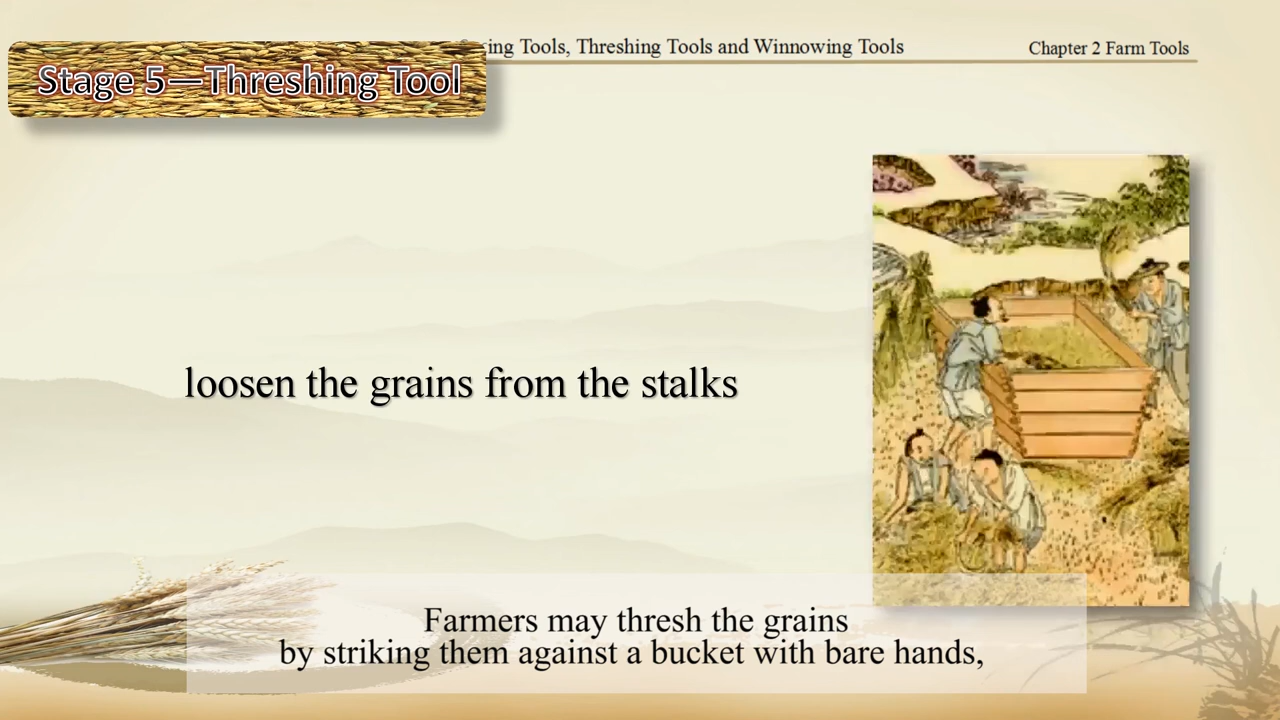 Stage 5—Threshing Tool
Tools, Threshing Tools and Winnowing Tools
Chapter 2 Farm Tools
loosen the grains from the stalks
Farmers may thresh the grains
by striking them against a bucket with bare hands,